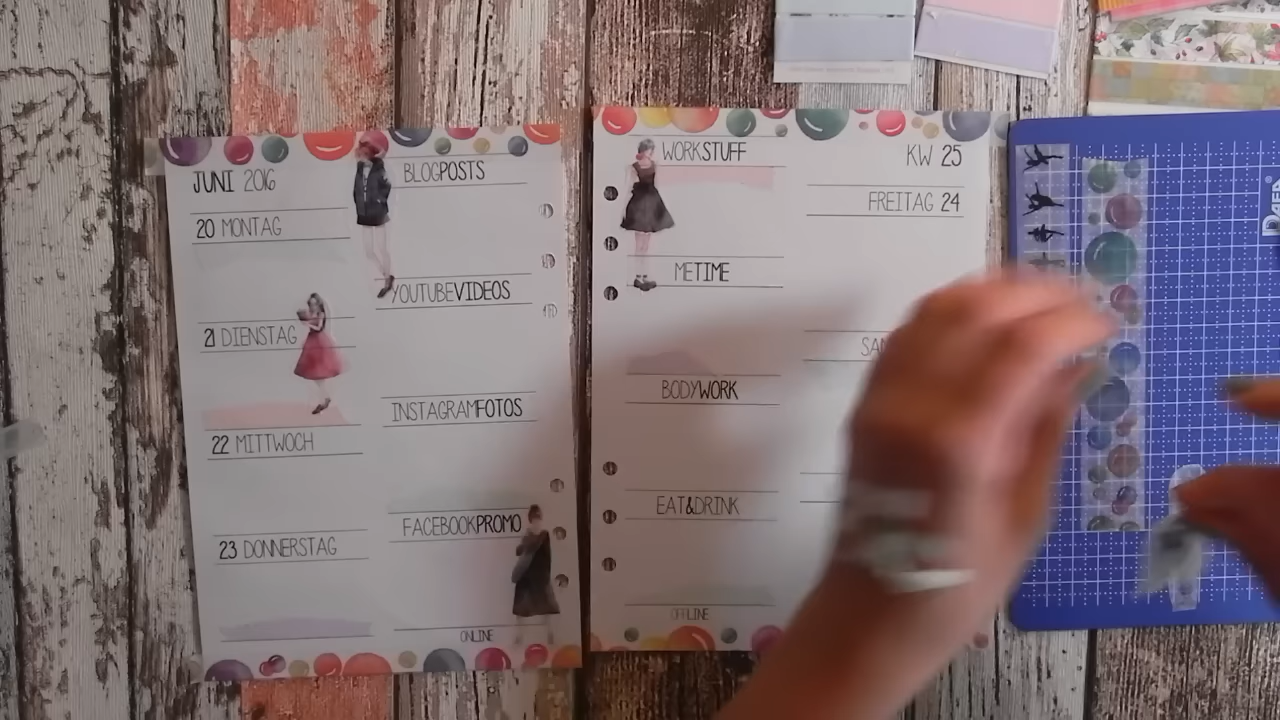 JUNI 2016
20 MONTAG
21 DIENSTAG
22 MITTWOCH
23 DONNERSTAG
BLOGPOSTS
YOUTUBEVIDEOS
INSTAGRAMFOTOS
FACEBOOKPROMO
ONLINE
WORKSTUFF
METIME
BODYWORK
EAT&DRINK
OFFLINE
KW 25
FREITAG 24